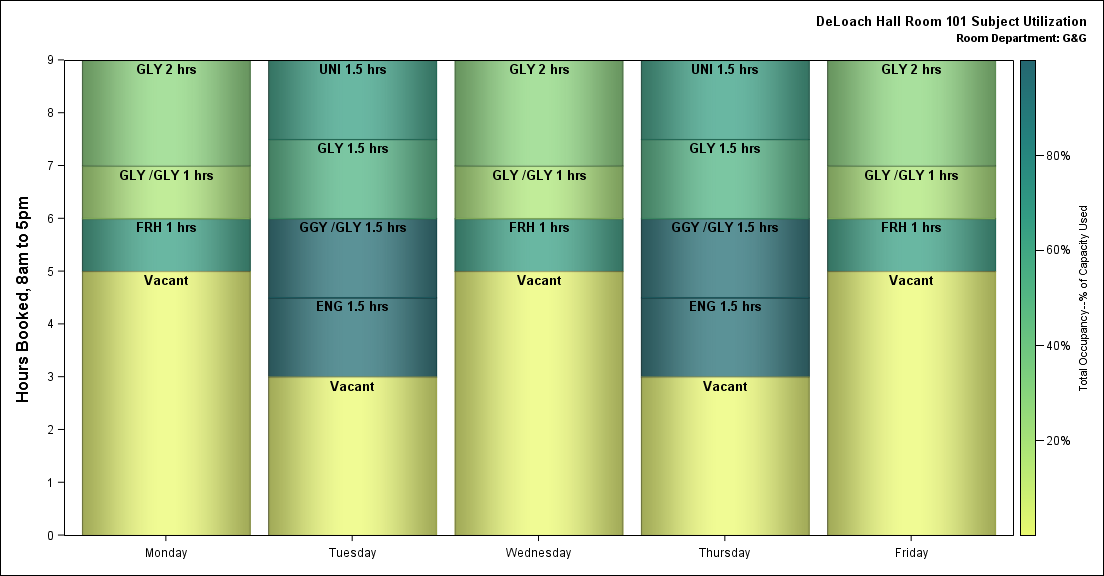 DeLoach Hall Room 101 Subject Utilization
Room Department: G&G
Hours Booked, 8am to 5pm
9
8
7
6
5
4
3
2
1
0
GLY 2 hrs
GLY /GLY 1 hrs
FRH 1 hrs
Vacant
Monday
UNI 1.5 hrs
GLY 1.5 hrs
GGY /GLY 1.5 hrs
ENG 1.5 hrs
Vacant
Tuesday
GLY 2 hrs
GLY /GLY 1 hrs
FRH 1 hrs
Vacant
Wednesday
UNI 1.5 hrs
GLY 1.5 hrs
GGY /GLY 1.5 hrs
ENG 1.5 hrs
Vacant
Thursday
GLY 2 hrs
GLY /GLY 1 hrs
FRH 1 hrs
Vacant
Friday
80%
60%
40%
20%
Total Occupancy--% of Capacity Used